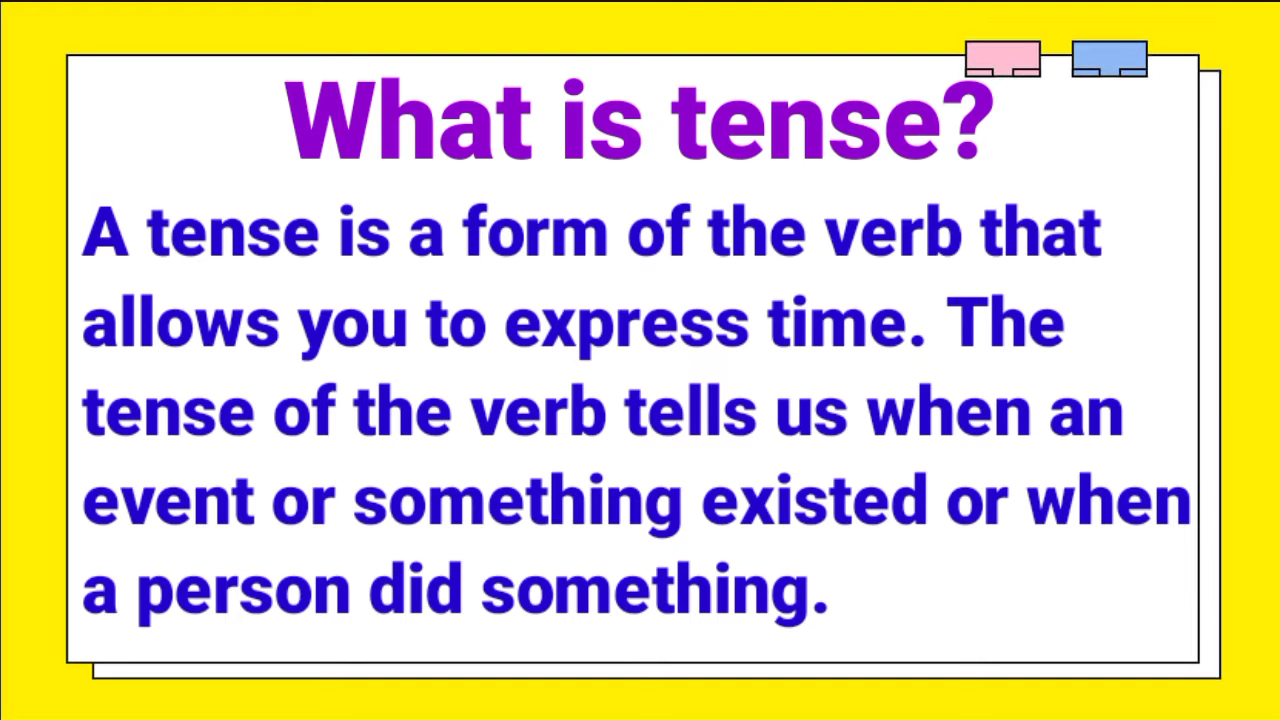 What is tense?
A tense is a form of the verb that
allows you to express time. The
tense of the verb tells us when an
event or something existed or when
a person did something.